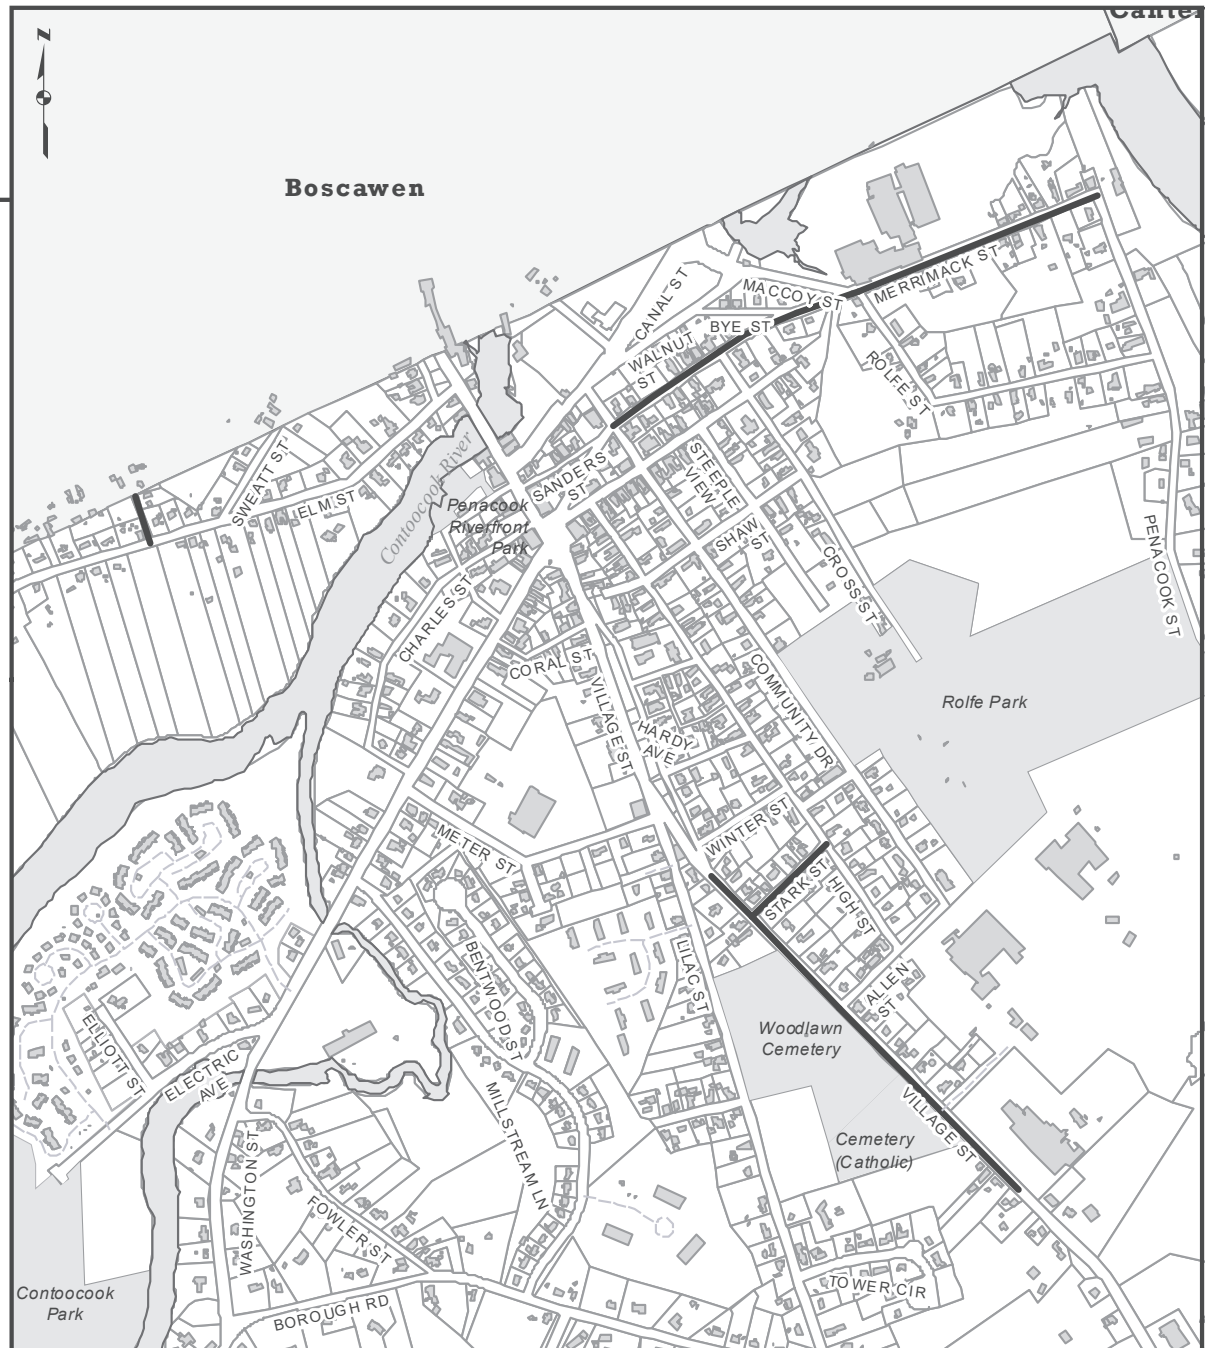 Canter
N
Boscawen
CANAL ST
MACCOY ST
MERRIMACK ST
BYE ST
WALNUT
ST
ROLFE ST
SWEATT ST
ELM ST
Contoocook River
Penacook
Riverfront
Park
SANDERS
ST
STEEPLE
VIEW
SHAW
ST
CROSS ST
PENACOOK ST
CHARLES ST
CORAL ST
VILLAGE ST
HARDY
AVE
COMMUNITY DR
Rolfe Park
METER ST
WINTER ST
STARK ST
HIGH ST
BENTWOOD ST
LILAC ST
ALLEN
ST
Woodlawn
Cemetery
ELLIOTT ST
ELECTRIC
AVE
MILLSTREAM LN
VILLAGE ST
Cemetery
(Catholic)
WASHINGTON ST
FOWLER ST
TOWER CIR
Contoocook
Park
BOROUGH RD